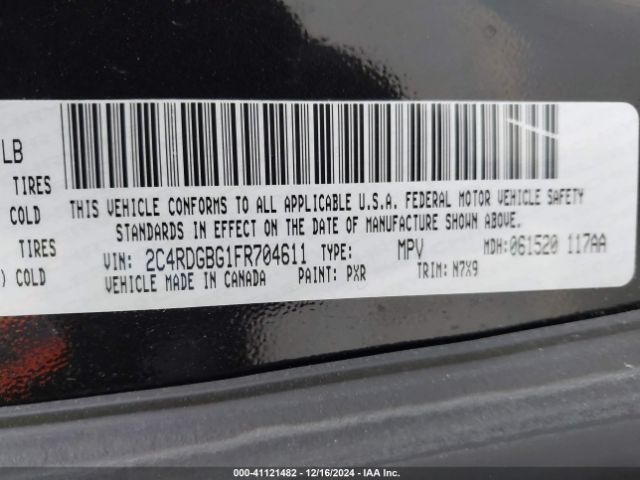 LB
TIRES
COLD
TIRES
) COLD
THIS VEHICLE CONFORMS TO ALL APPLICABLE U.S.A. FEDERAL MOTOR VEHICLE SAFETY
STANDARDS IN EFFECT ON THE DATE OF MANUFACTURE SHOWN ABOVE.
VIN: 2C4RDGBG1FR704611 TYPE: MPV MDH:061520 117AA
VEHICLE MADE IN CANADA PAINT: PXR TRIM: N7X9
000-41121482 - 12/16/2024 - IAA Inc.